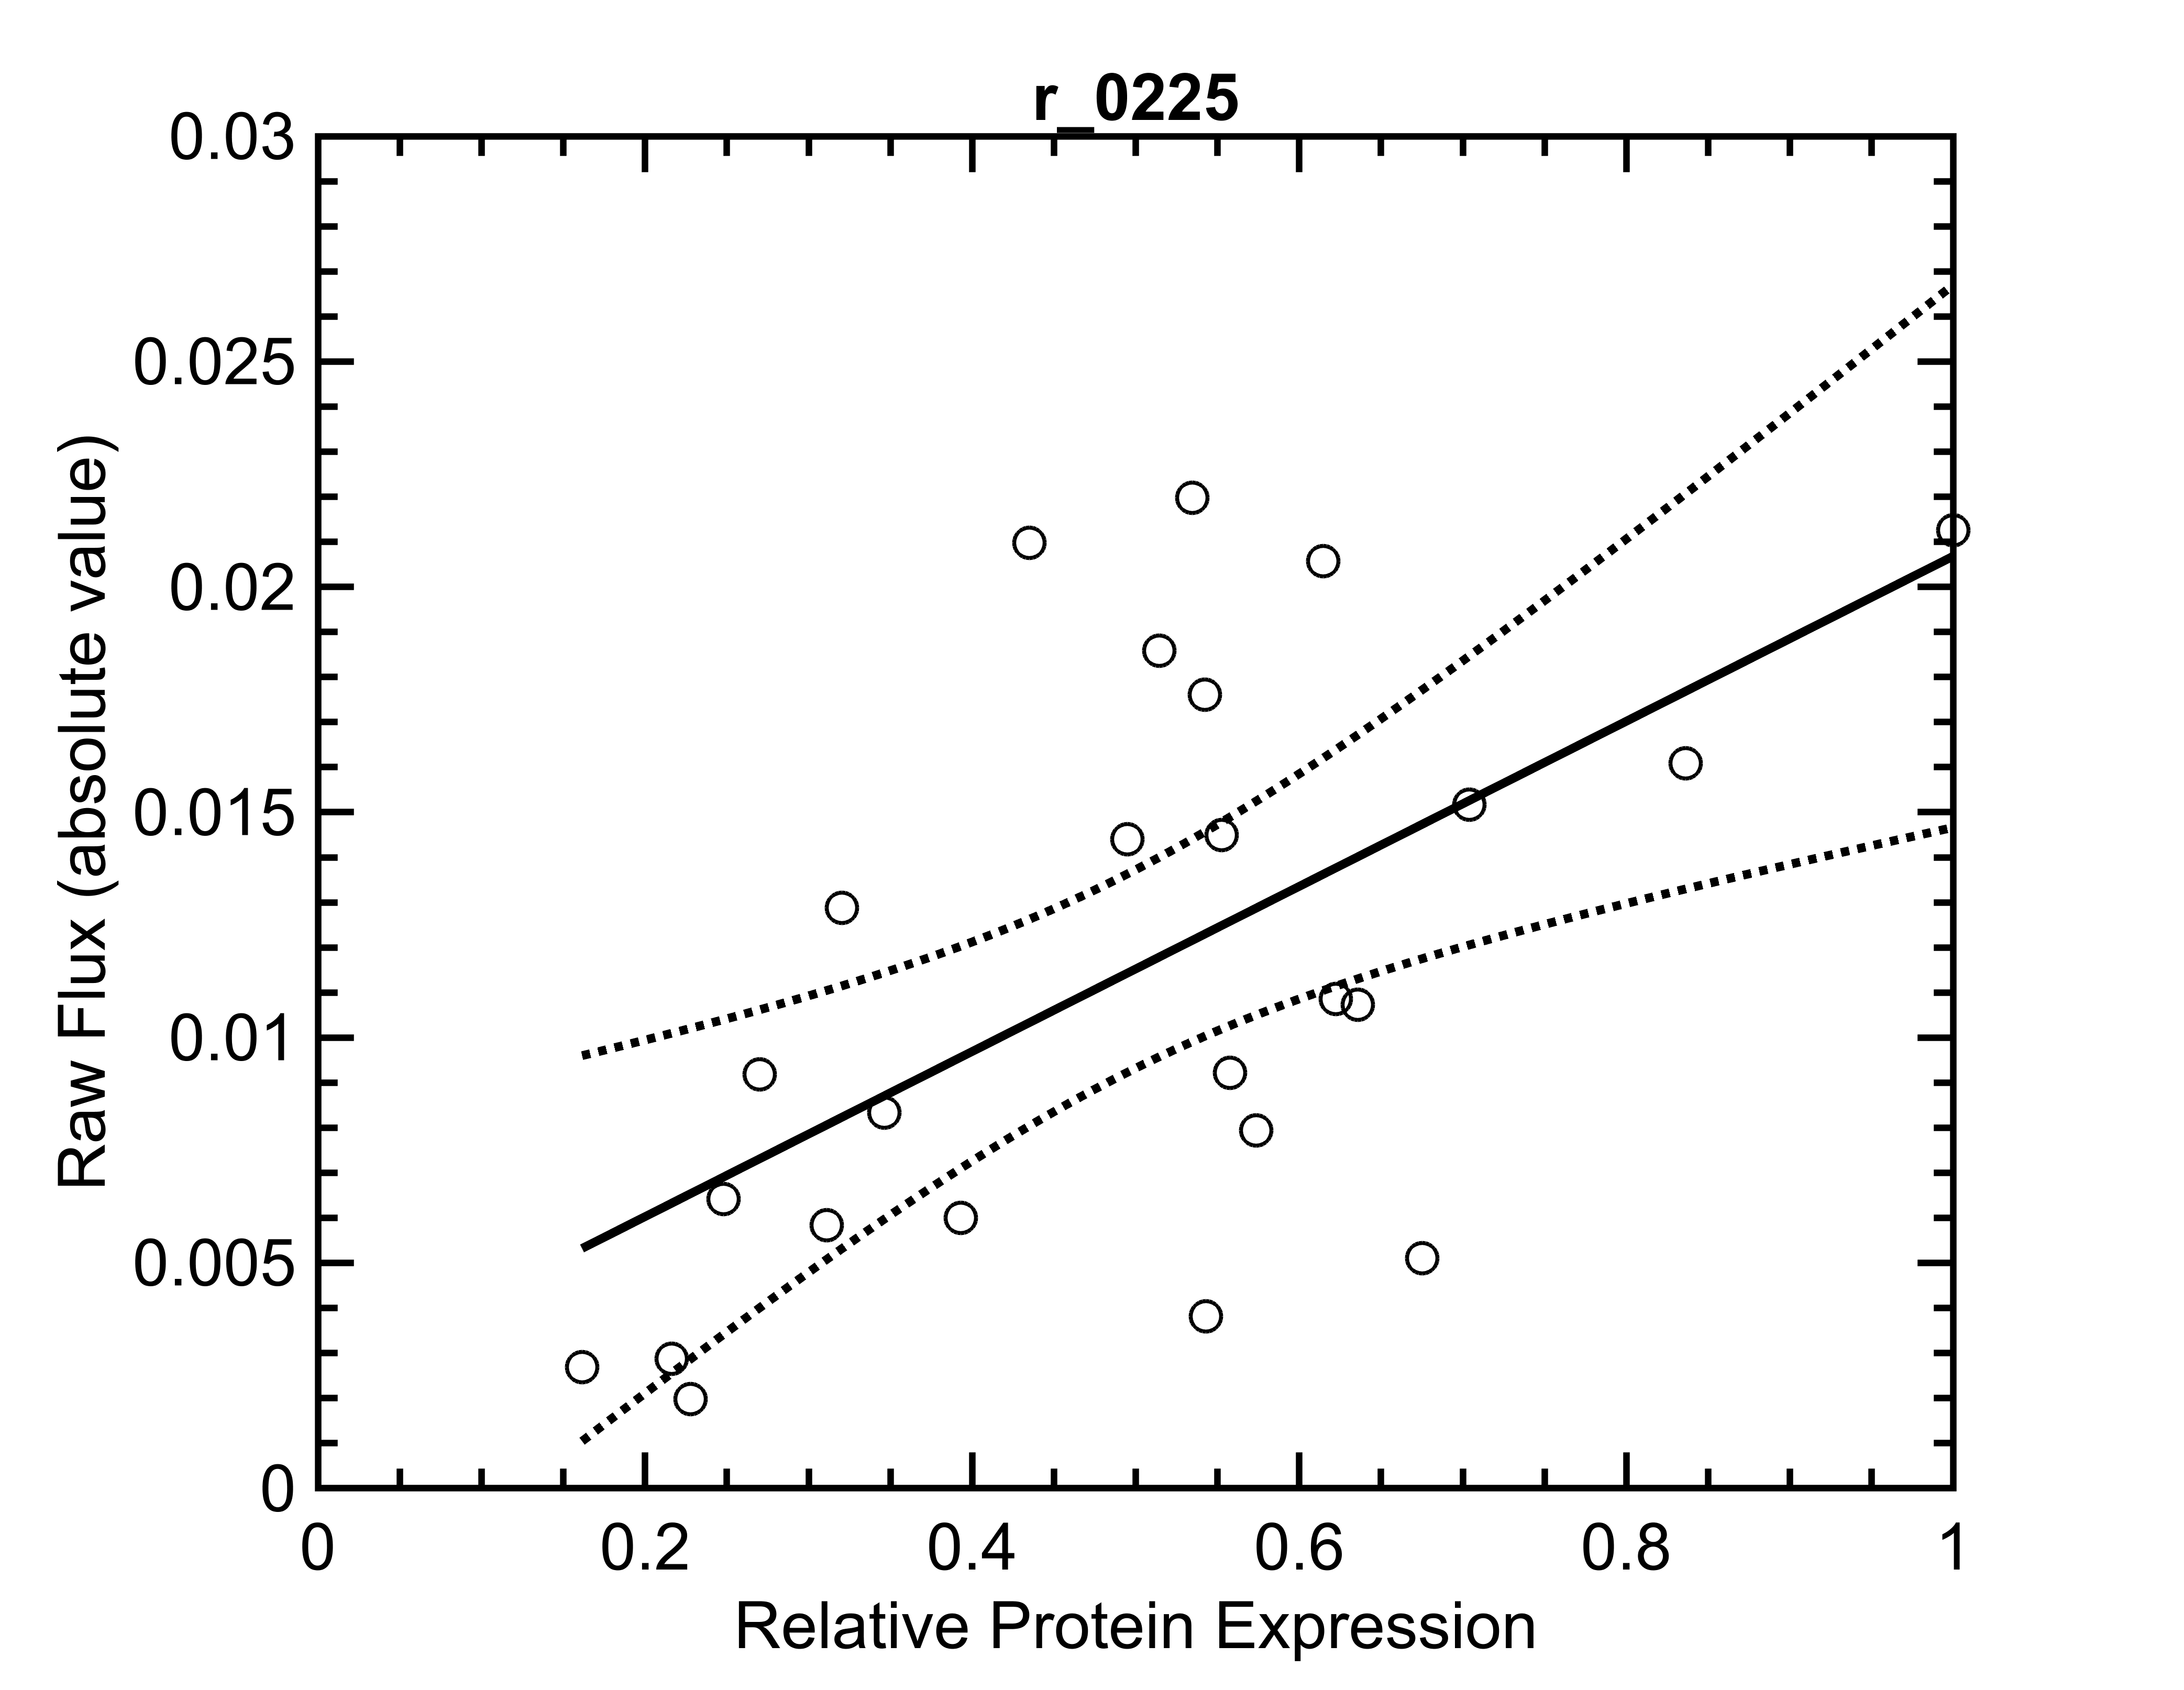 r_0225
0.03
0.025
0.02
0.015
0.01
0.005
0
Raw Flux (absolute value)
0 0.2 0.4 0.6 0.8 1
Relative Protein Expression